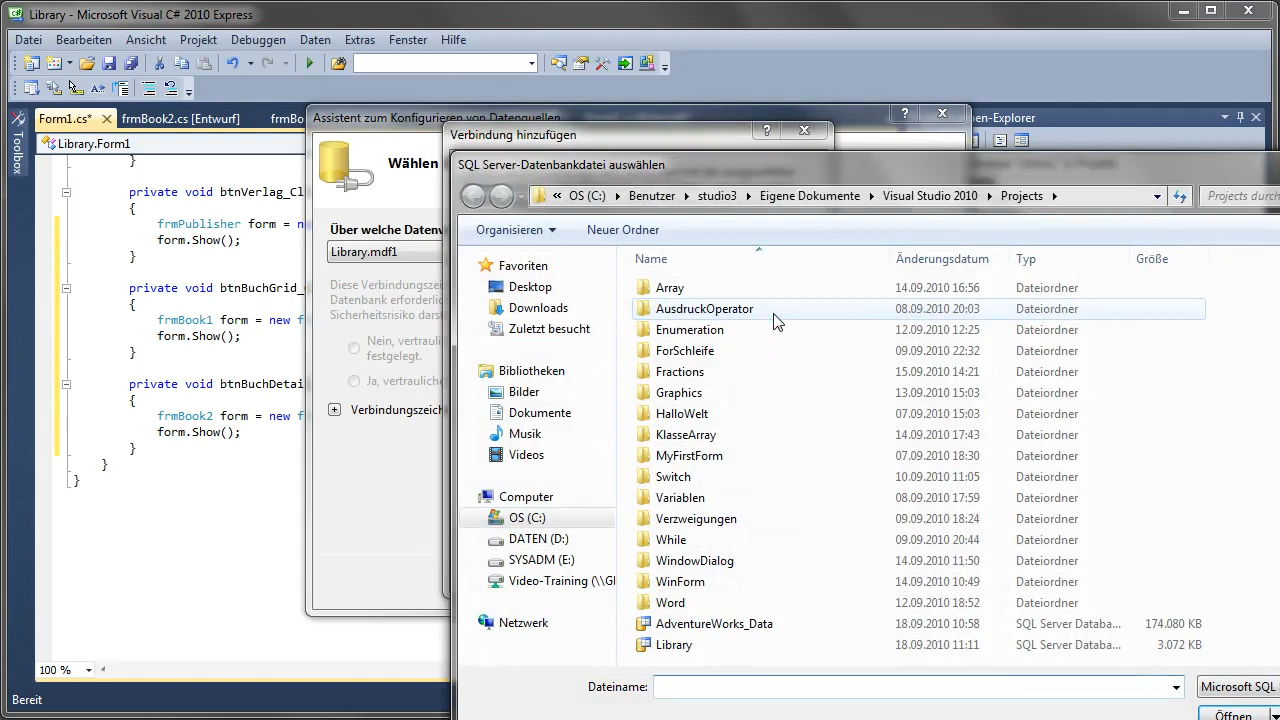 Library - Microsoft Visual C# 2010 Express
Datei Bearbeiten Ansicht Projekt Debuggen Daten Extras Fenster Hilfe
Form1.cs* frmBook2.cs [Entwurf] frmBo
Toolbox
Library.Form1
}
private void btnVerlag_Cl
{
frmPublisher form = ne
form.Show();
}
private void btnBuchGrid_
{
frmBook1 form = new f
form.Show();
}
private void btnBuchDetai
{
frmBook2 form = new f
form.Show();
}
}
}
100 %
Bereit
Assistent zum Konfigurieren von Datenquellen
Wählen
Über welche Datenv
Library.mdf1
Diese Verbindungszei
Datenbank erforderlic
Sicherheitsrisiko darst
Nein, vertrauli
festgelegt.
Ja, vertrauliche
Verbindungszeich
Verbindung hinzufügen
en-Explorer
SQL Server-Datenbankdatei auswählen
« OS (C:) Benutzer studio3 Eigene Dokumente Visual Studio 2010 Projects
Projects durch
Organisieren Neuer Ordner
Favoriten
Desktop
Downloads
Zuletzt besucht
Bibliotheken
Bilder
Dokumente
Musik
Videos
Computer
OS (C:)
DATEN (D:)
SYSADM (E:)
Video-Training (\\Gl
Netzwerk
Name Änderungsdatum Typ Größe
Array 14.09.2010 16:56 Dateiordner
AusdruckOperator 08.09.2010 20:03 Dateiordner
Enumeration 12.09.2010 12:25 Dateiordner
ForSchleife 09.09.2010 22:32 Dateiordner
Fractions 15.09.2010 14:21 Dateiordner
Graphics 13.09.2010 15:03 Dateiordner
HalloWelt 07.09.2010 15:03 Dateiordner
KlasseArray 14.09.2010 17:43 Dateiordner
MyFirstForm 07.09.2010 18:30 Dateiordner
Switch 10.09.2010 11:05 Dateiordner
Variablen 08.09.2010 17:59 Dateiordner
Verzweigungen 09.09.2010 18:24 Dateiordner
While 09.09.2010 20:44 Dateiordner
WindowDialog 14.09.2010 11:50 Dateiordner
WinForm 14.09.2010 10:49 Dateiordner
Word 12.09.2010 18:52 Dateiordner
AdventureWorks_Data 18.09.2010 10:58 SQL Server Databa... 174.080 KB
Library 18.09.2010 11:11 SQL Server Databa... 3.072 KB
Dateiname:
Microsoft SQL
Öffnen